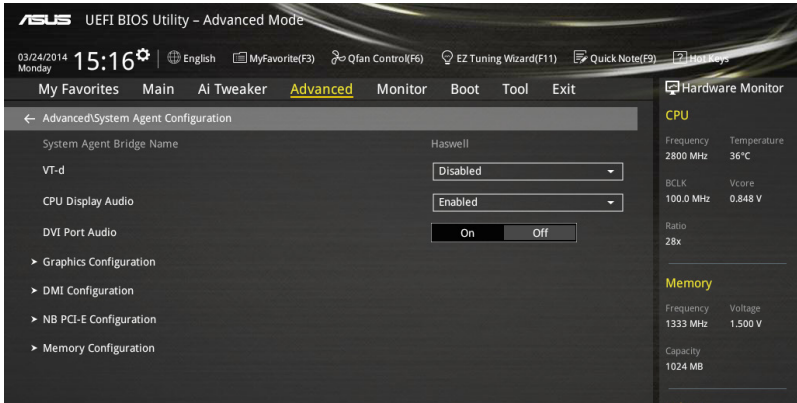 ASUS UEFI BIOS Utility – Advanced Mode
03/24/2014 Monday 15:16 English MyFavorite(F3) Qfan Control(F6) EZ Tuning Wizard(F11) Quick Note(F9) ? Hot Keys
My Favorites Main Ai Tweaker Advanced Monitor Boot Tool Exit
Hardware Monitor
← Advanced\System Agent Configuration
System Agent Bridge Name Haswell
VT-d Disabled
CPU Display Audio Enabled
DVI Port Audio On Off
> Graphics Configuration
> DMI Configuration
> NB PCI-E Configuration
> Memory Configuration
CPU
Frequency Temperature
2800 MHz 36°C
BCLK Vcore
100.0 MHz 0.848 V
Ratio
28x
Memory
Frequency Voltage
1333 MHz 1.500 V
Capacity
1024 MB